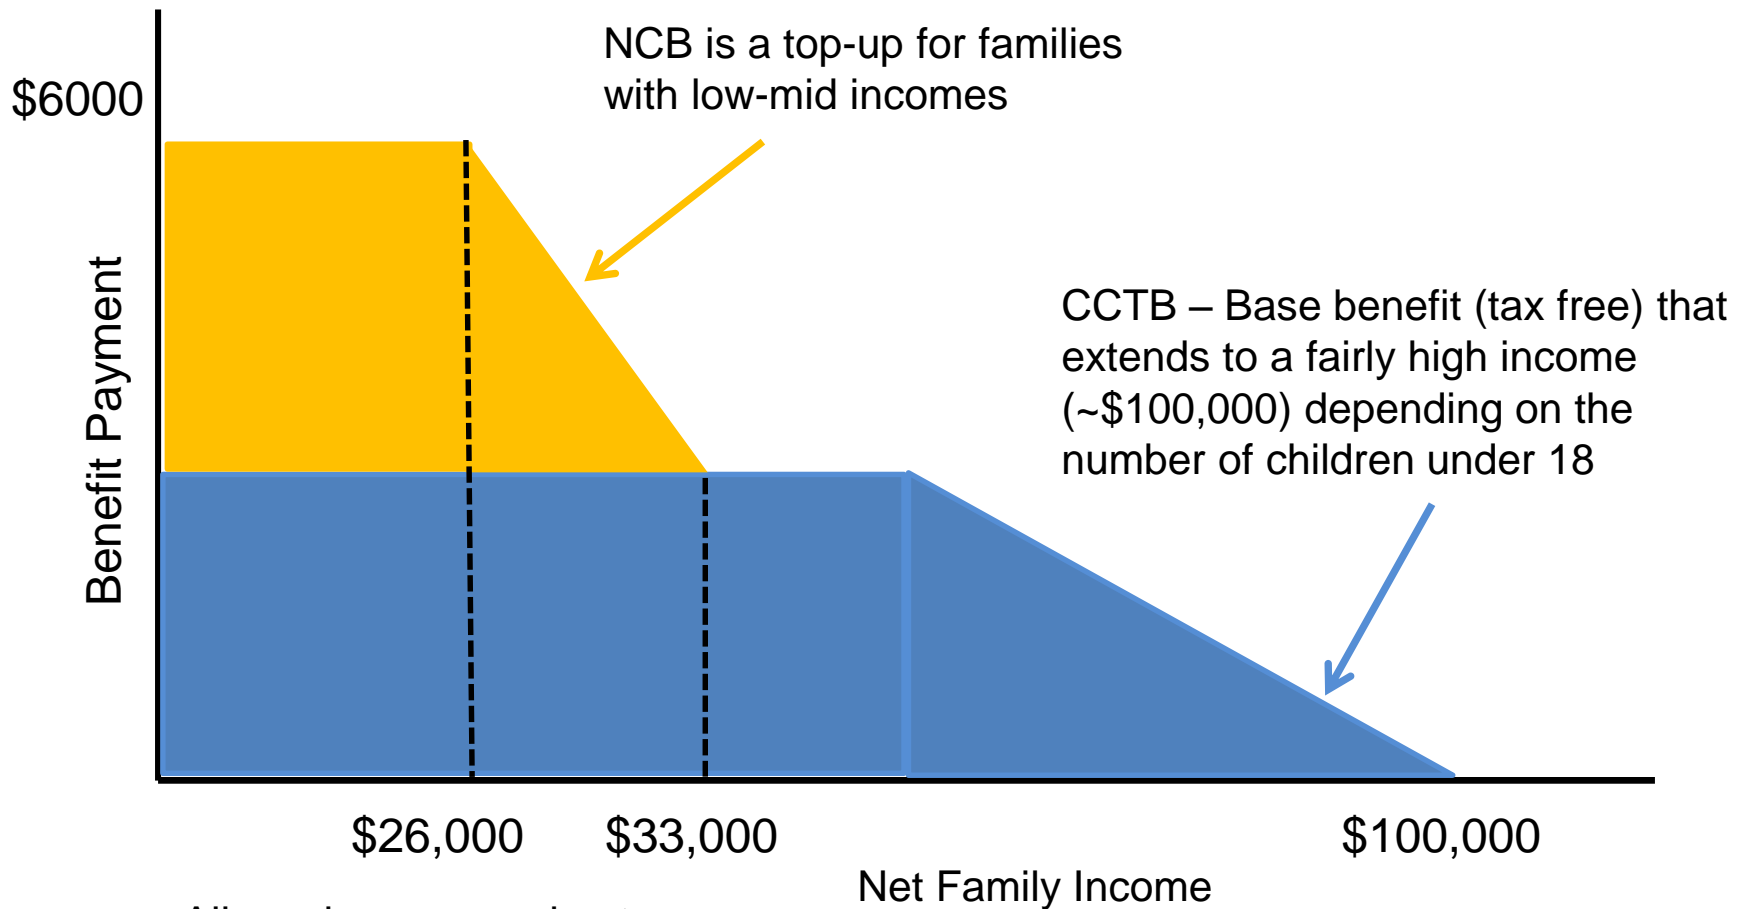 NCB is a top-up for families
with low-mid incomes
$6000
Benefit Payment
CCTB – Base benefit (tax free) that
extends to a fairly high income
(~$100,000) depending on the
number of children under 18
$26,000
$33,000
$100,000
Net Family Income